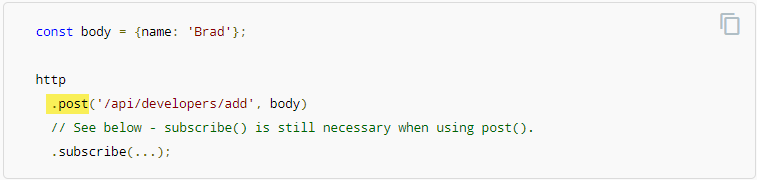 const body = {name: 'Brad'};
http
.post('/api/developers/add', body)
// See below - subscribe() is still necessary when using post().
.subscribe(...);